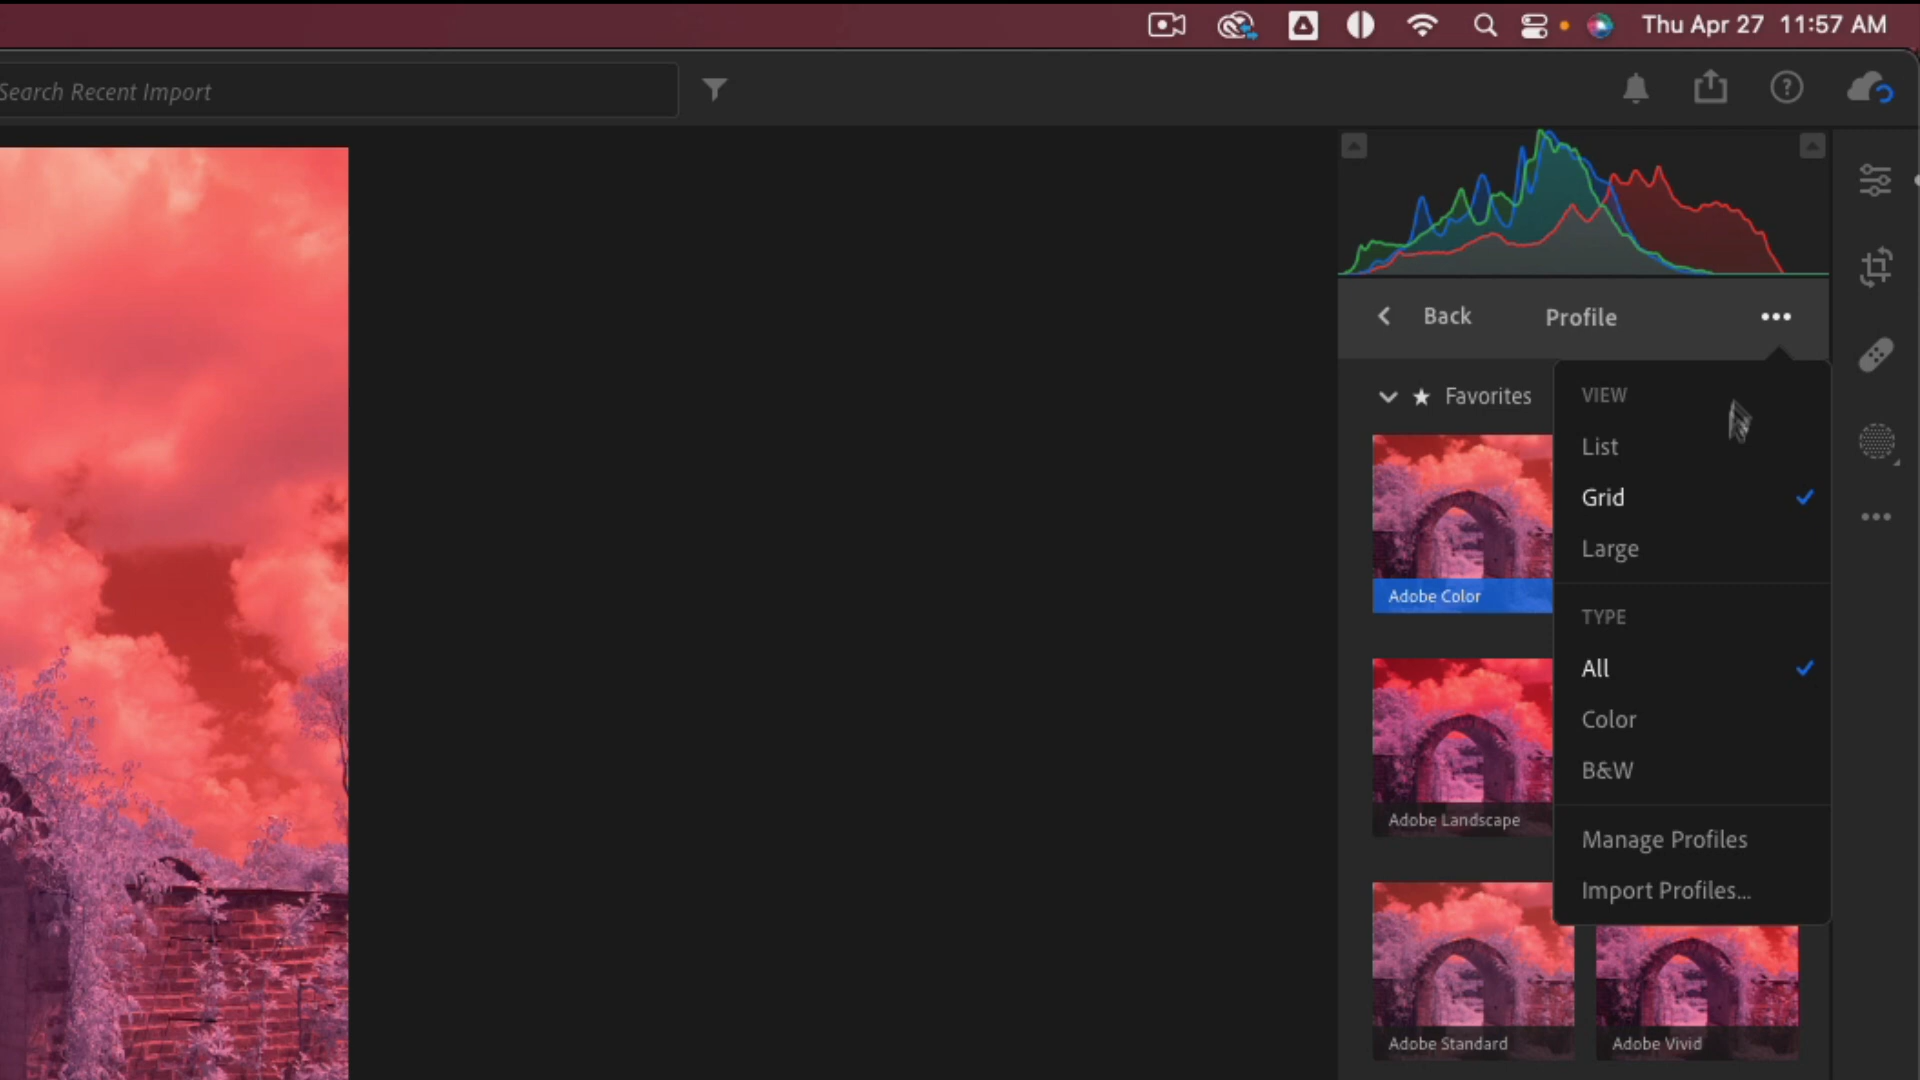 Thu Apr 27 11:57 AM
Search Recent Import
Back
Profile
Favorites
VIEW
List
Grid
Large
Adobe Color
TYPE
All
Color
B&W
Adobe Landscape
Manage Profiles
Import Profiles...
Adobe Standard
Adobe Vivid